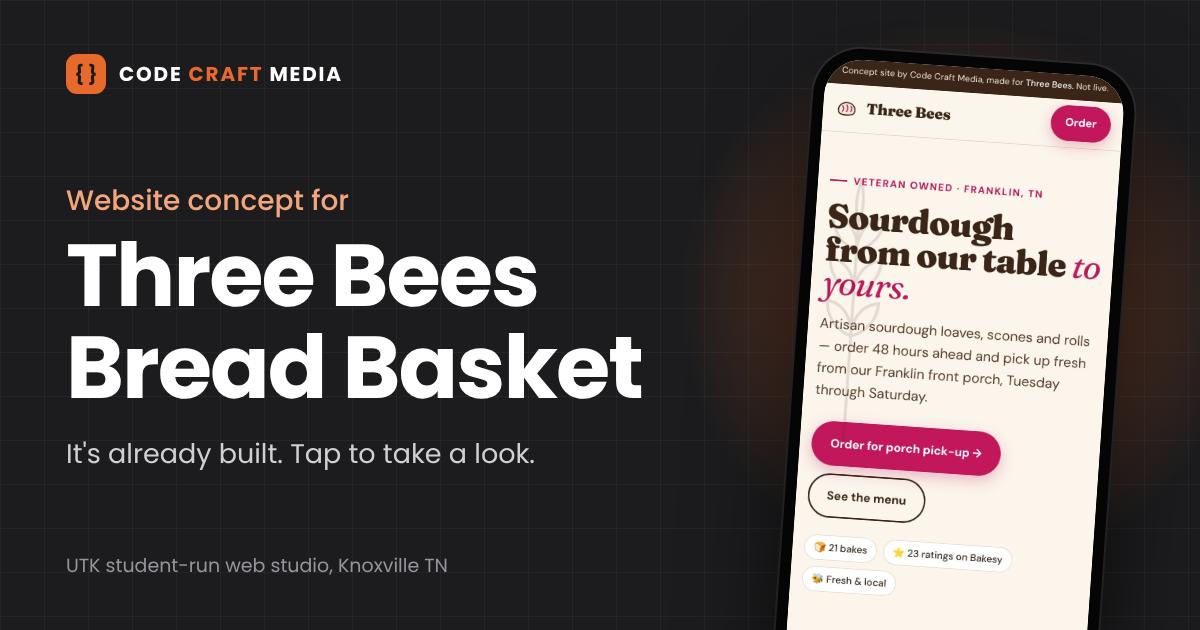 { } CODE CRAFT MEDIA
Website concept for
Three Bees
Bread Basket
It's already built. Tap to take a look.
UTK student-run web studio, Knoxville TN
Concept site by Code Craft Media, made for Three Bees. Not live.
Three Bees
Order
VETERAN OWNED · FRANKLIN, TN
Sourdough
from our table to
yours.
Artisan sourdough loaves, scones and rolls
— order 48 hours ahead and pick up fresh
from our Franklin front porch, Tuesday
through Saturday.
Order for porch pick-up →
See the menu
🍞 21 bakes
⭐ 23 ratings on Bakesy
🐝 Fresh & local